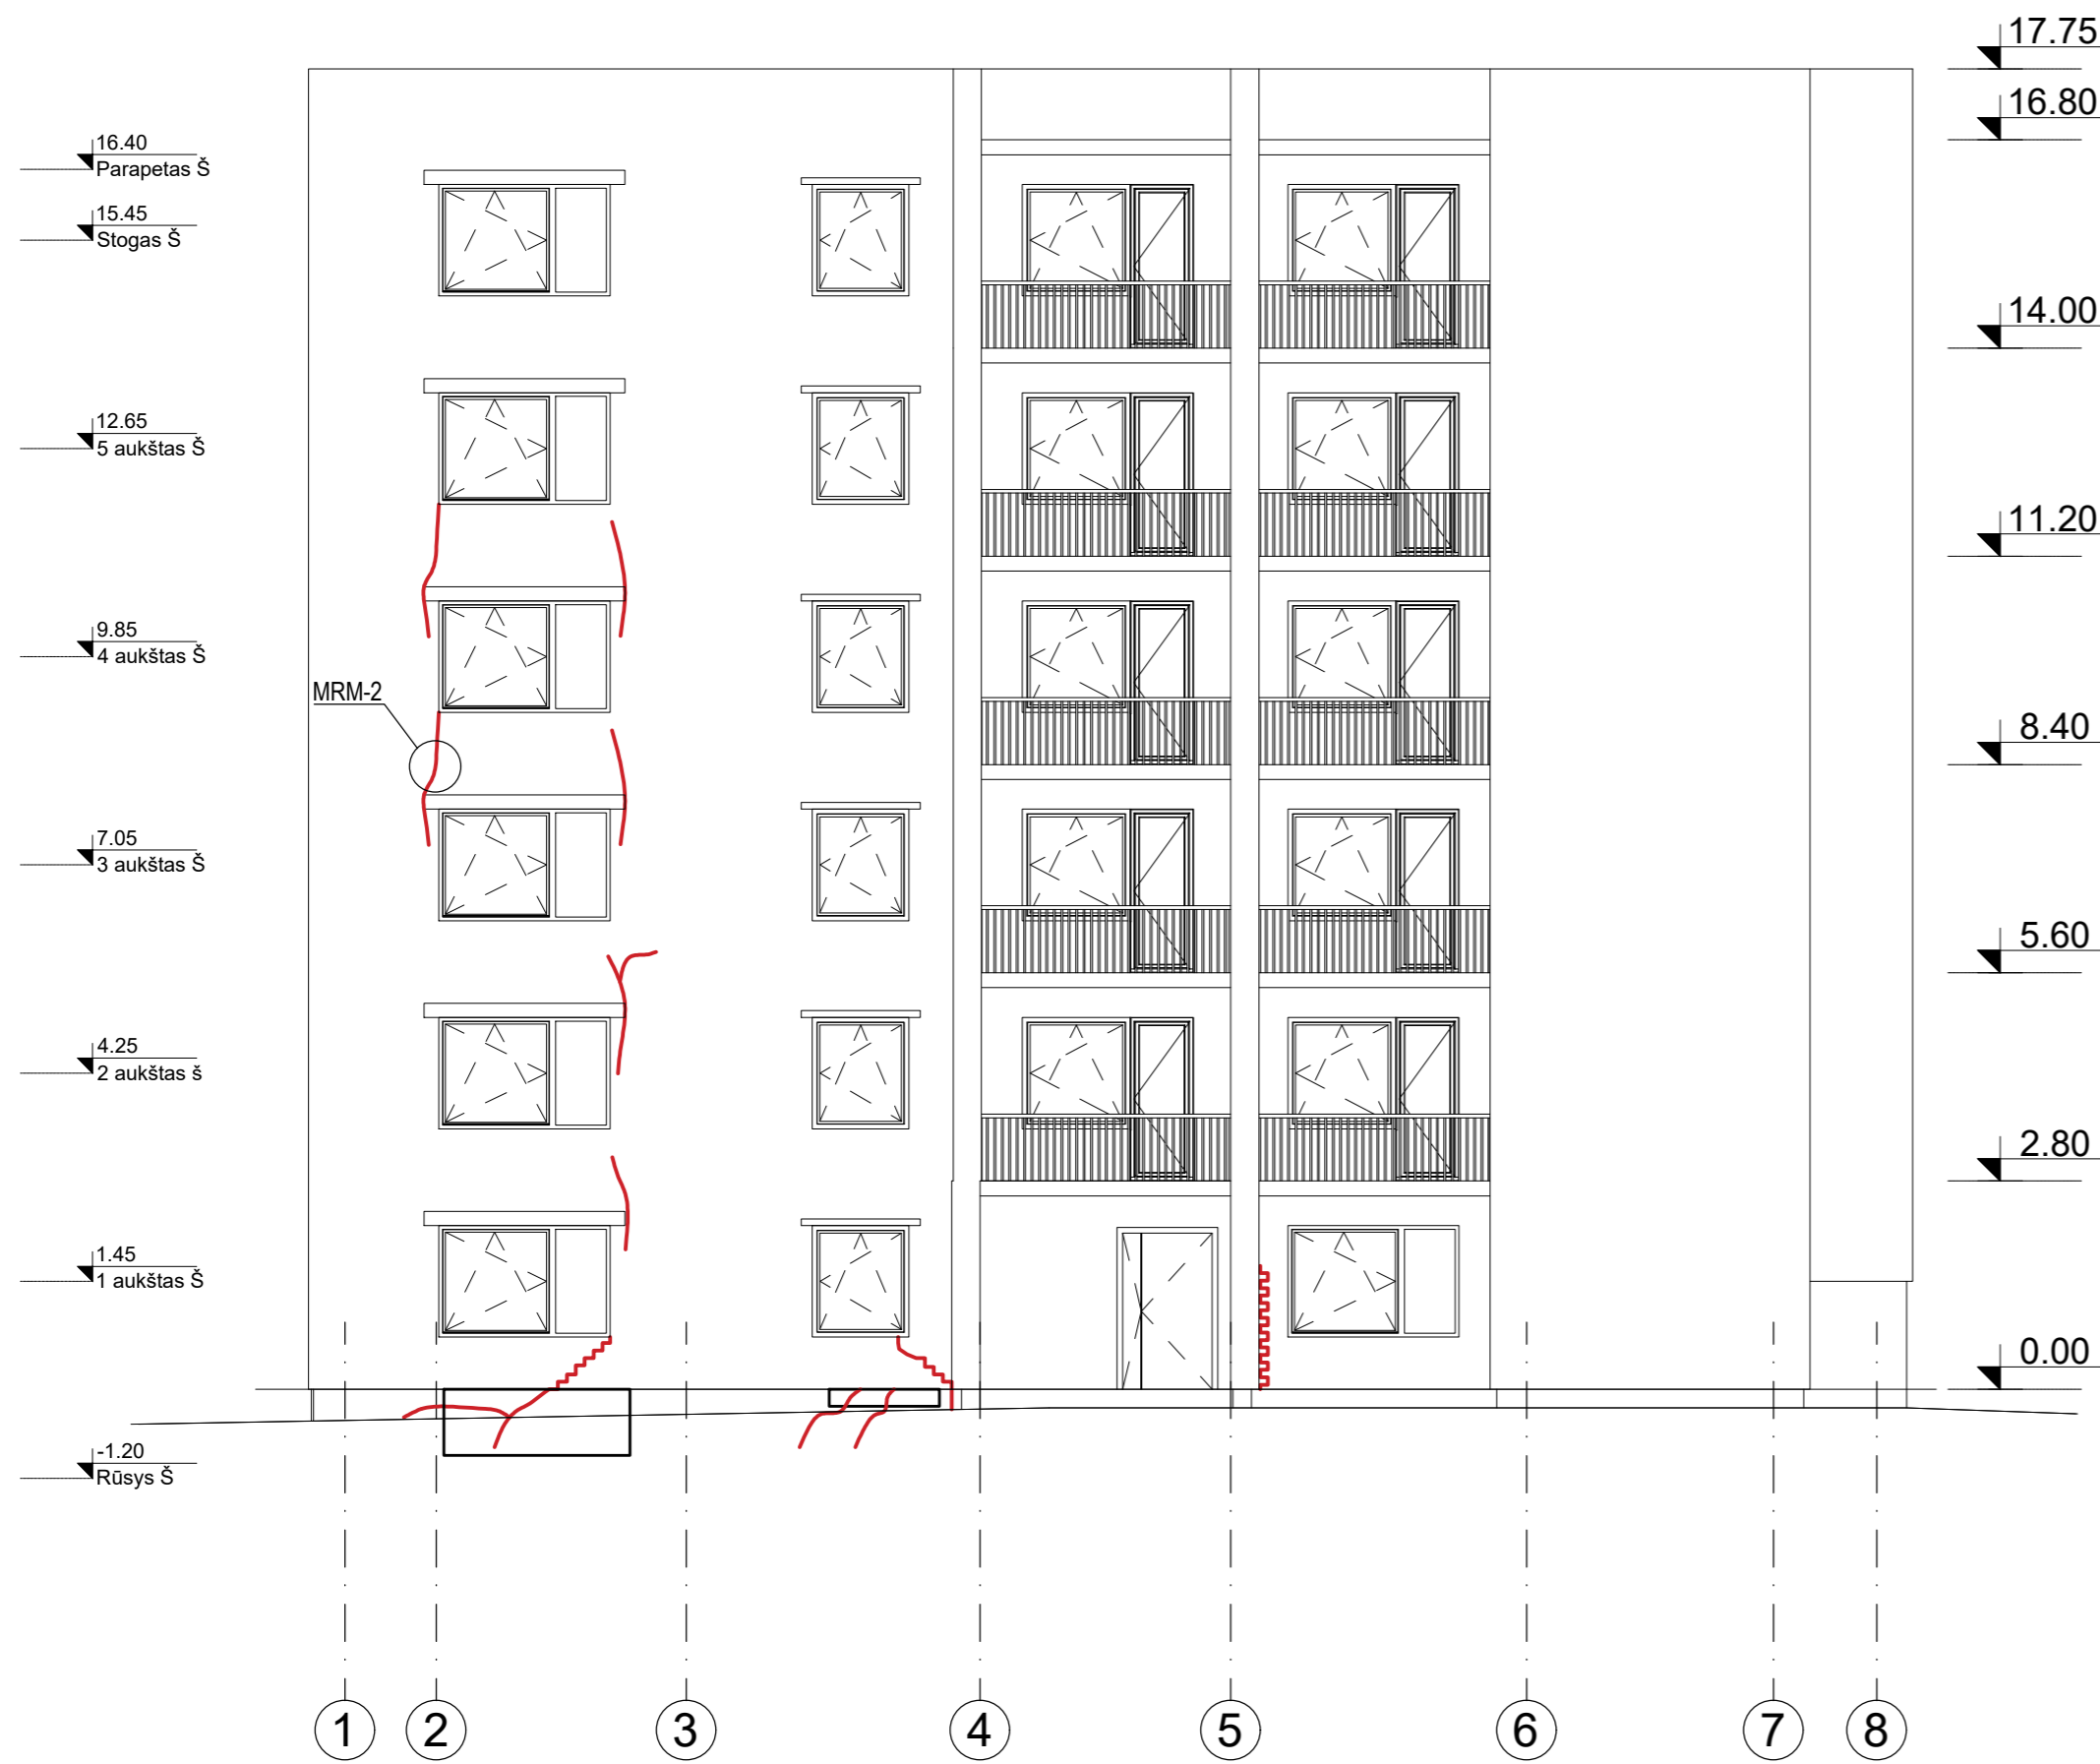 17.75
16.80
16.40
Parapetas Š
15.45
Stogas Š
14.00
12.65
5 aukštas Š
11.20
9.85
4 aukštas Š
MRM-2
8.40
7.05
3 aukštas Š
5.60
4.25
2 aukštas š
2.80
1.45
1 aukštas Š
0.00
-1.20
Rūsys Š
1 2 3 4 5 6 7 8